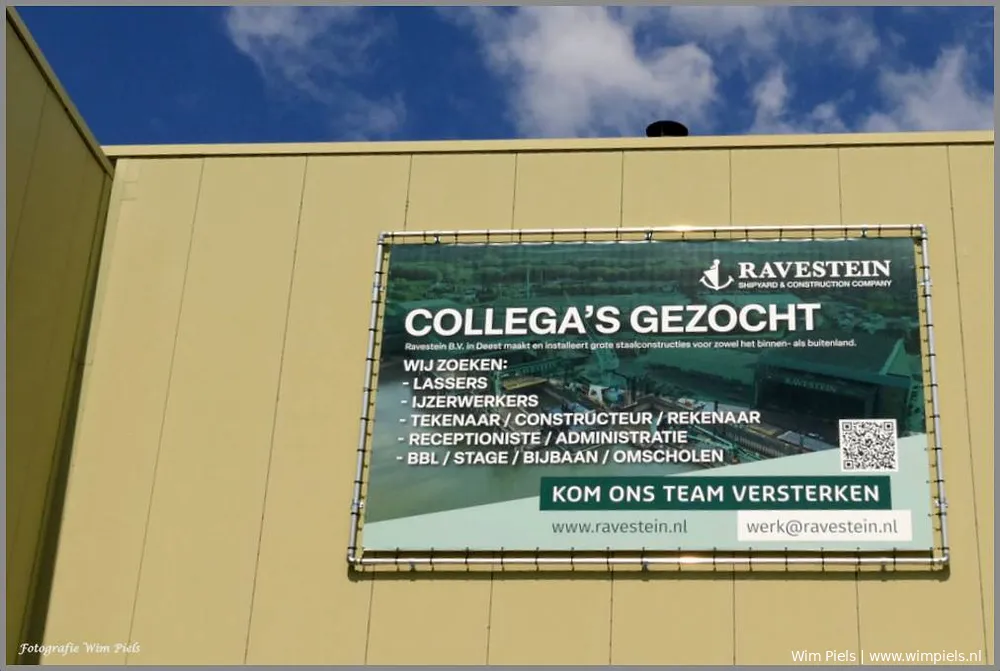 RAVESTEIN
SHIPYARD & CONSTRUCTION COMPANY
COLLEGA'S GEZOCHT
Ravestein B.V. in Deest maakt en installeert grote staalconstructies voor zowel het binnen- als buitenland.
WIJ ZOEKEN:
- LASSERS
- IJZERWERKERS
- TEKENAAR / CONSTRUCTEUR / REKENAAR
- RECEPTIONISTE / ADMINISTRATIE
- BBL / STAGE / BIJBAAN / OMSCHOLEN
RAVESTEIN
KOM ONS TEAM VERSTERKEN
www.ravestein.nl
werk@ravestein.nl
Fotografie Wim Piels
Wim Piels | www.wimpiels.nl